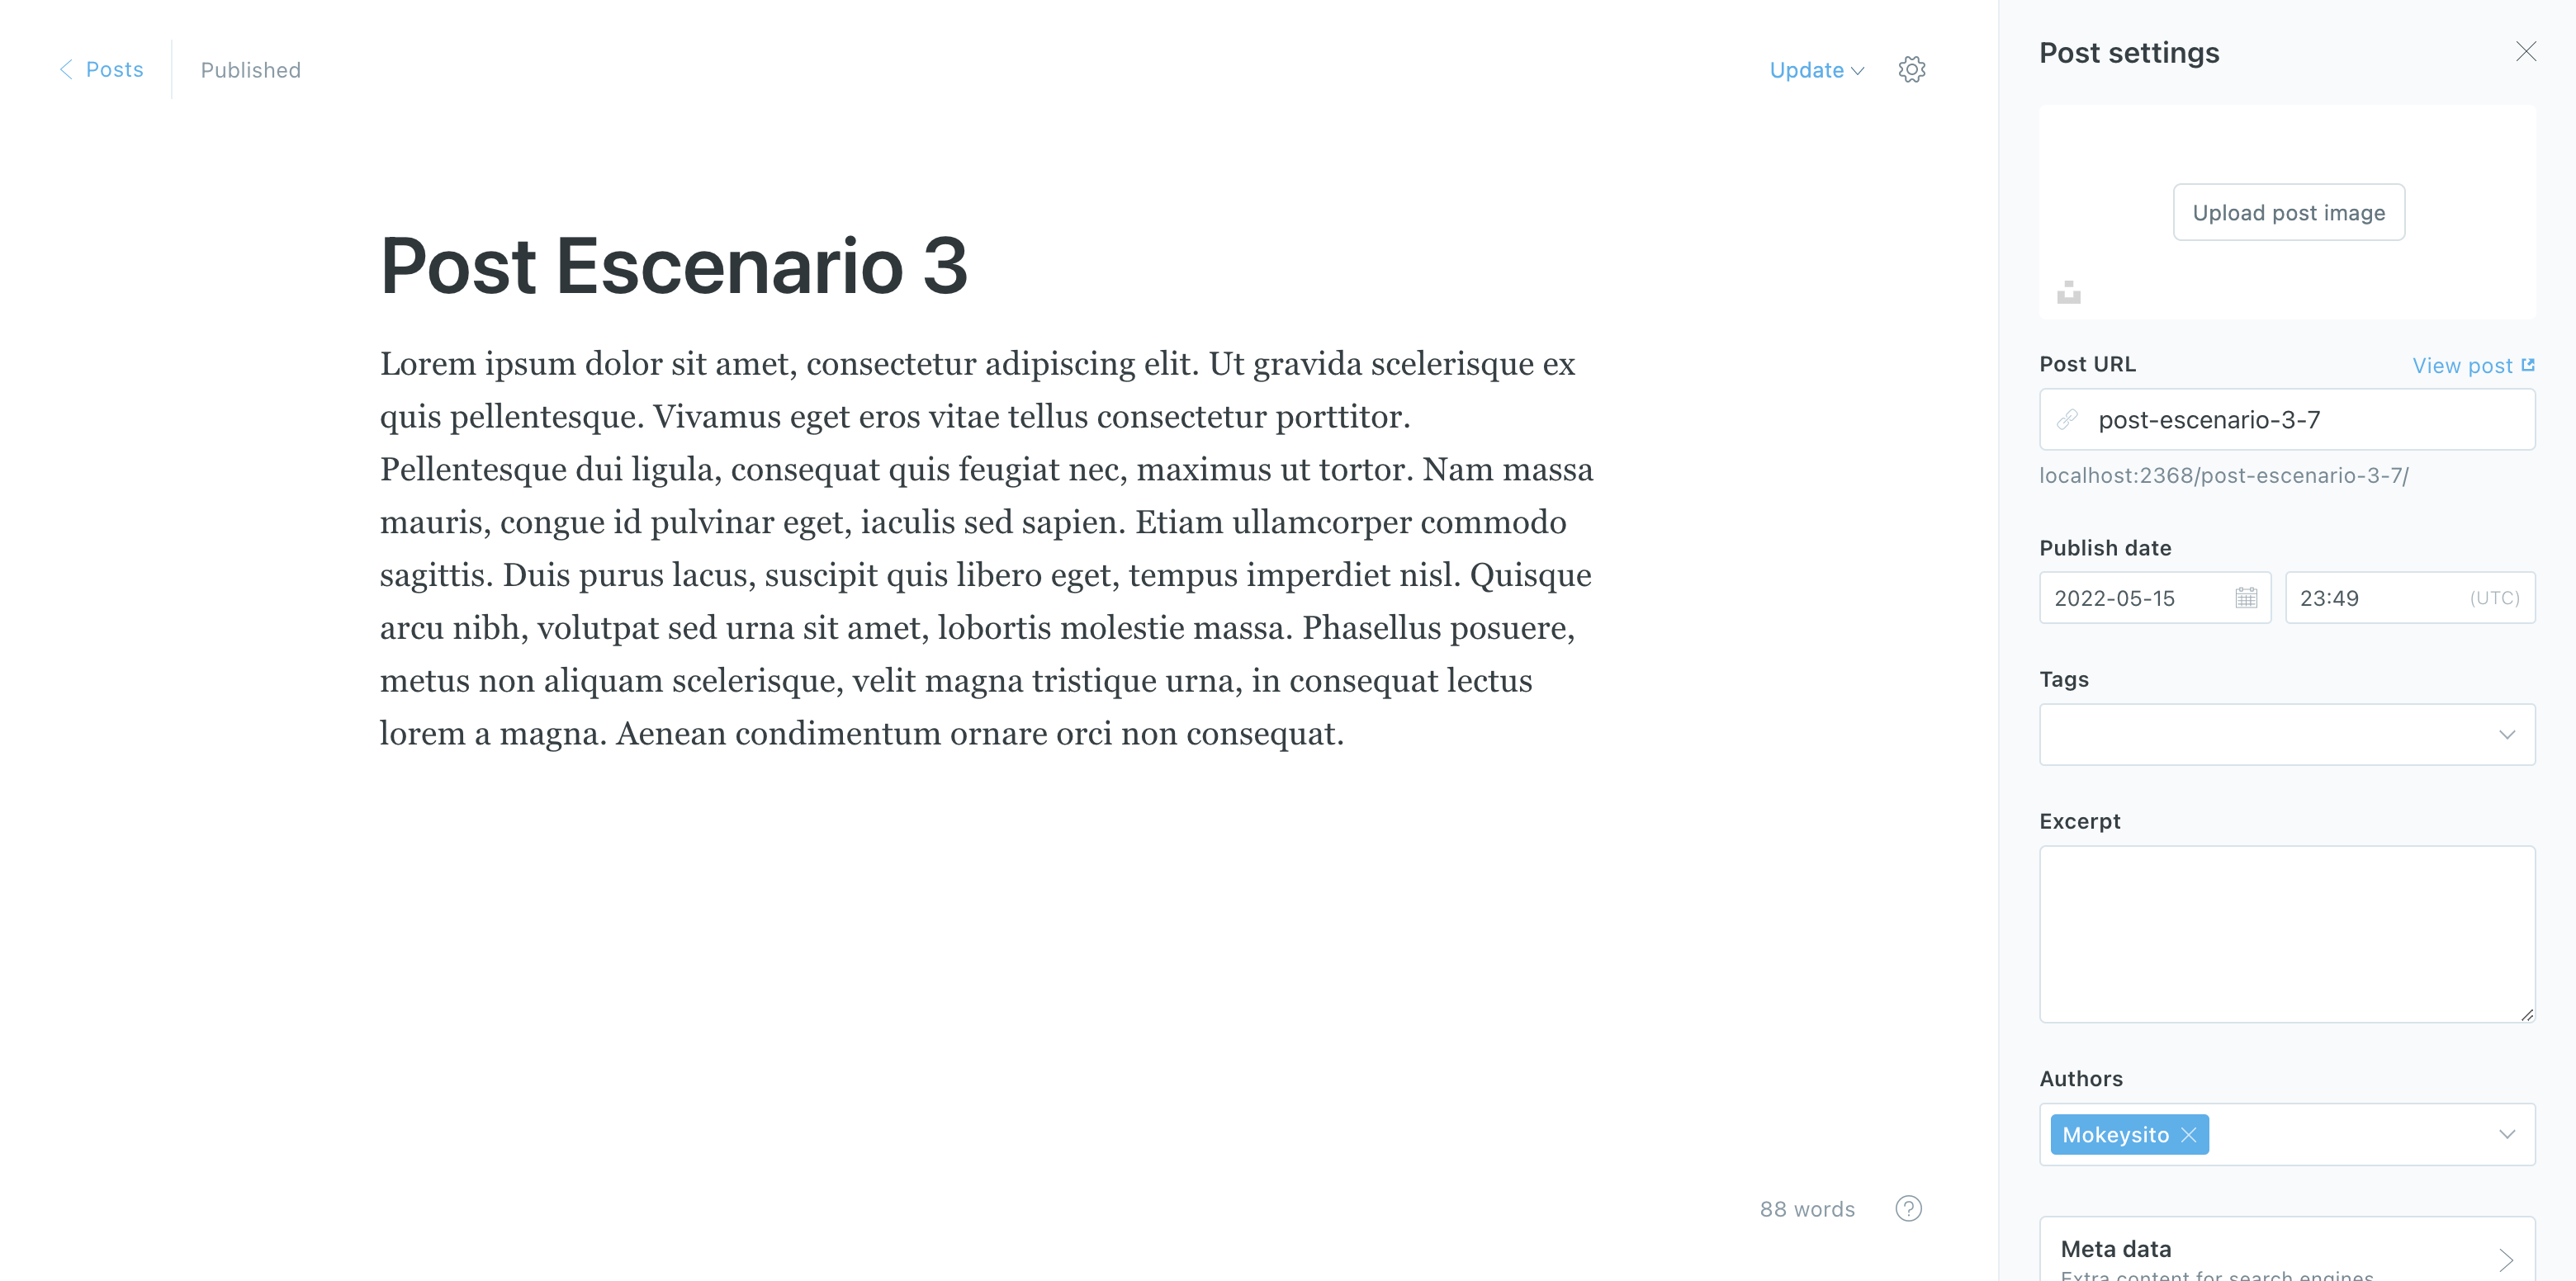 Posts
Published
Update
Post Escenario 3
Lorem ipsum dolor sit amet, consectetur adipiscing elit. Ut gravida scelerisque ex
quis pellentesque. Vivamus eget eros vitae tellus consectetur porttitor.
Pellentesque dui ligula, consequat quis feugiat nec, maximus ut tortor. Nam massa
mauris, congue id pulvinar eget, iaculis sed sapien. Etiam ullamcorper commodo
sagittis. Duis purus lacus, suscipit quis libero eget, tempus imperdiet nisl. Quisque
arcu nibh, volutpat sed urna sit amet, lobortis molestie massa. Phasellus posuere,
metus non aliquam scelerisque, velit magna tristique urna, in consequat lectus
lorem a magna. Aenean condimentum ornare orci non consequat.
88 words
Post settings
Upload post image
Post URL
View post
post-escenario-3-7
localhost:2368/post-escenario-3-7/
Publish date
2022-05-15
23:49 (UTC)
Tags
Excerpt
Authors
Mokeysito
Meta data
Extra content for search engines